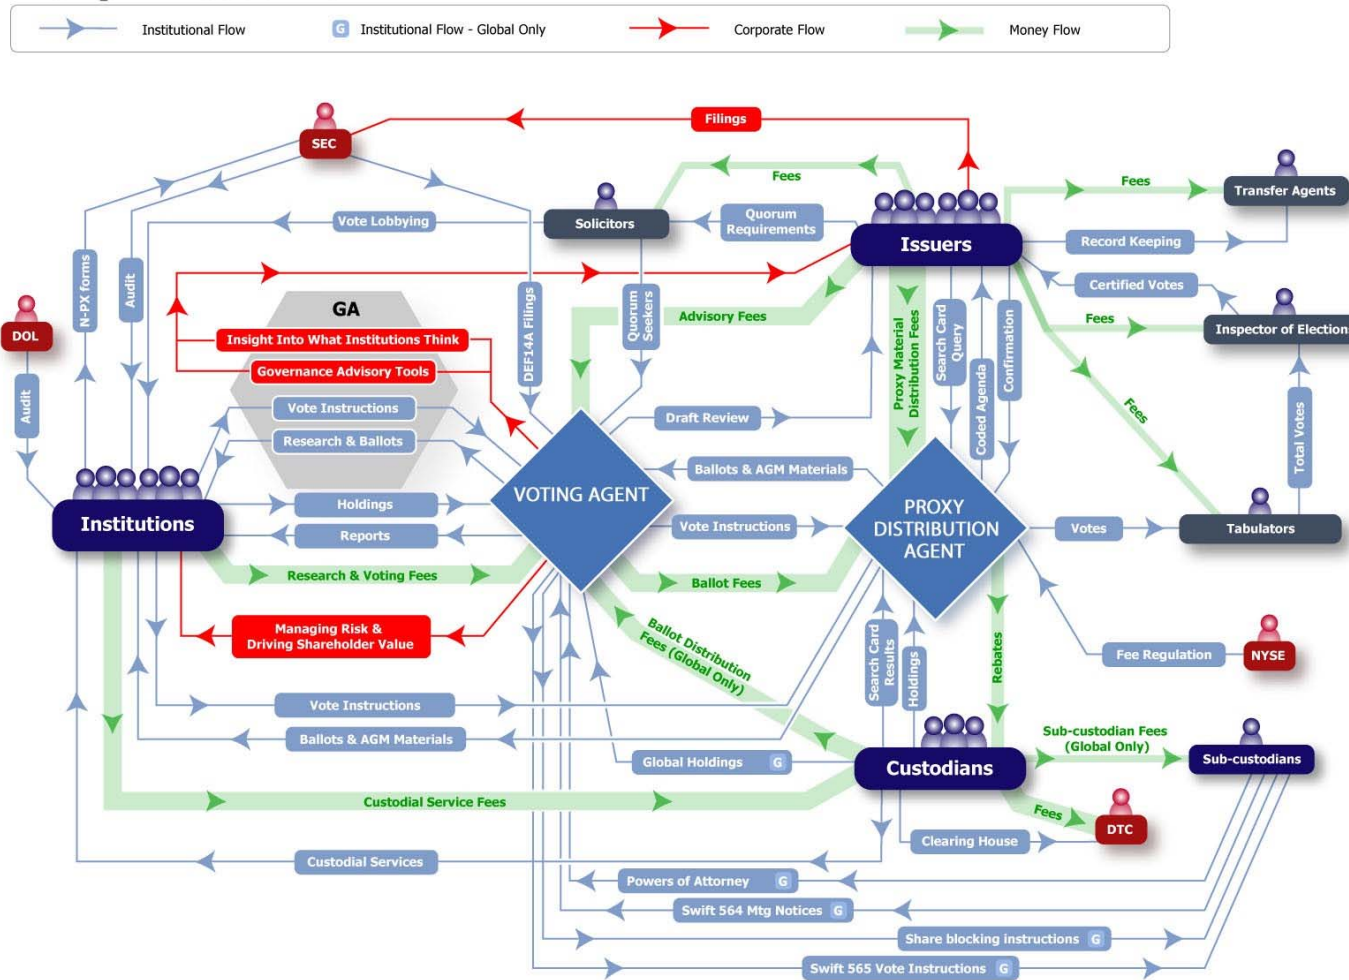 Institutional Flow
G Institutional Flow - Global Only
Corporate Flow
Money Flow
SEC
Filings
Fees
Solicitors
Vote Lobbying
Quorum
Requirements
Issuers
Fees
Transfer Agents
Record Keeping
Certified Votes
Fees
Inspector of Elections
N-PX forms
Audit
DOL
Audit
GA
Insight Into What Institutions Think
Governance Advisory Tools
Vote Instructions
Research & Ballots
DEF14A Filings
Quorum
Seekers
Advisory Fees
Proxy Material
Distribution Fees
Search Card
Query
Coded Agenda
Confirmation
Fees
Total Votes
Draft Review
Institutions
Holdings
Reports
Research & Voting Fees
VOTING AGENT
Ballots & AGM Materials
Vote Instructions
Ballot Fees
PROXY
DISTRIBUTION
AGENT
Votes
Tabulators
Managing Risk &
Driving Shareholder Value
Ballot Distribution
Fees (Global Only)
Search Card
Results
Holdings
Rebates
Fee Regulation
NYSE
Vote Instructions
Ballots & AGM Materials
Global Holdings G
Custodians
Sub-custodian Fees
(Global Only)
Sub-custodians
Custodial Service Fees
Fees
DTC
Clearing House
Custodial Services
Powers of Attorney G
Swift 564 Mtg Notices G
Share blocking instructions G
Swift 565 Vote Instructions G